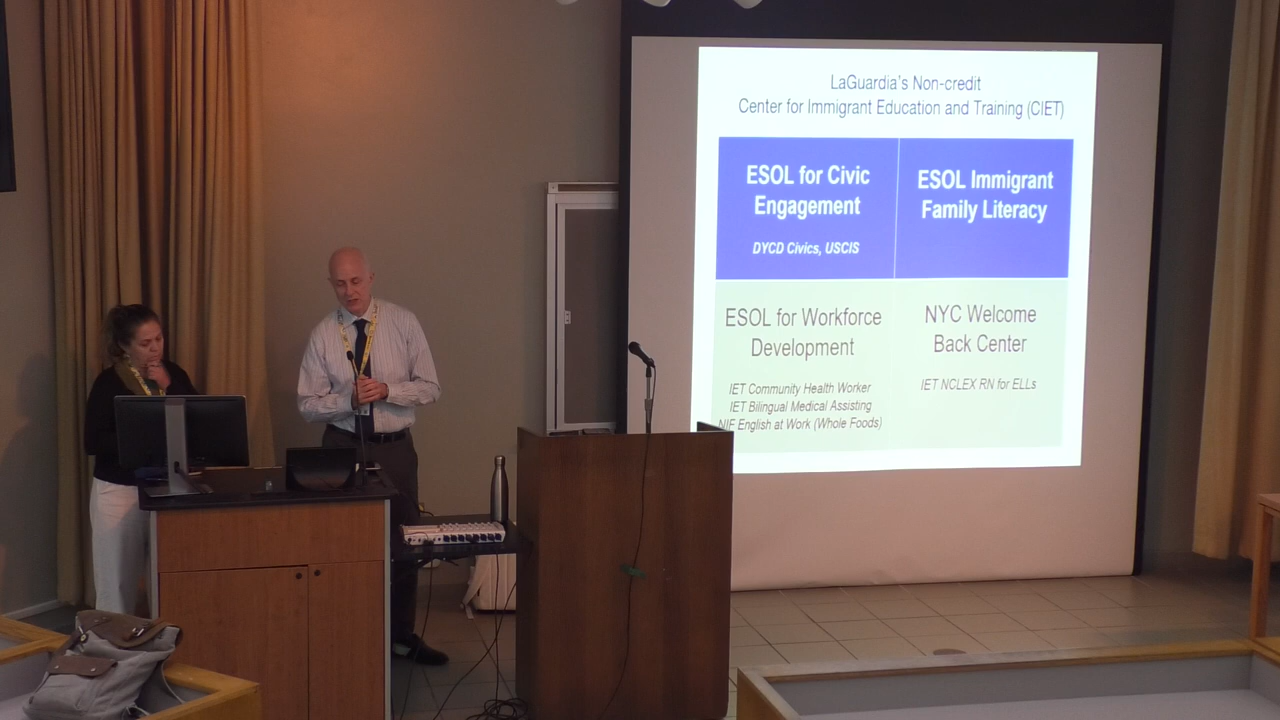 LaGuardia's Non-credit
Center for Immigrant Education and Training (CIET)
ESOL for Civic
Engagement
DYCD Civics, USCIS
ESOL Immigrant
Family Literacy
ESOL for Workforce
Development
IET Community Health Worker
IET Bilingual Medical Assisting
NIF English at Work (Whole Foods)
NYC Welcome
Back Center
IET NCLEX RN for ELLs